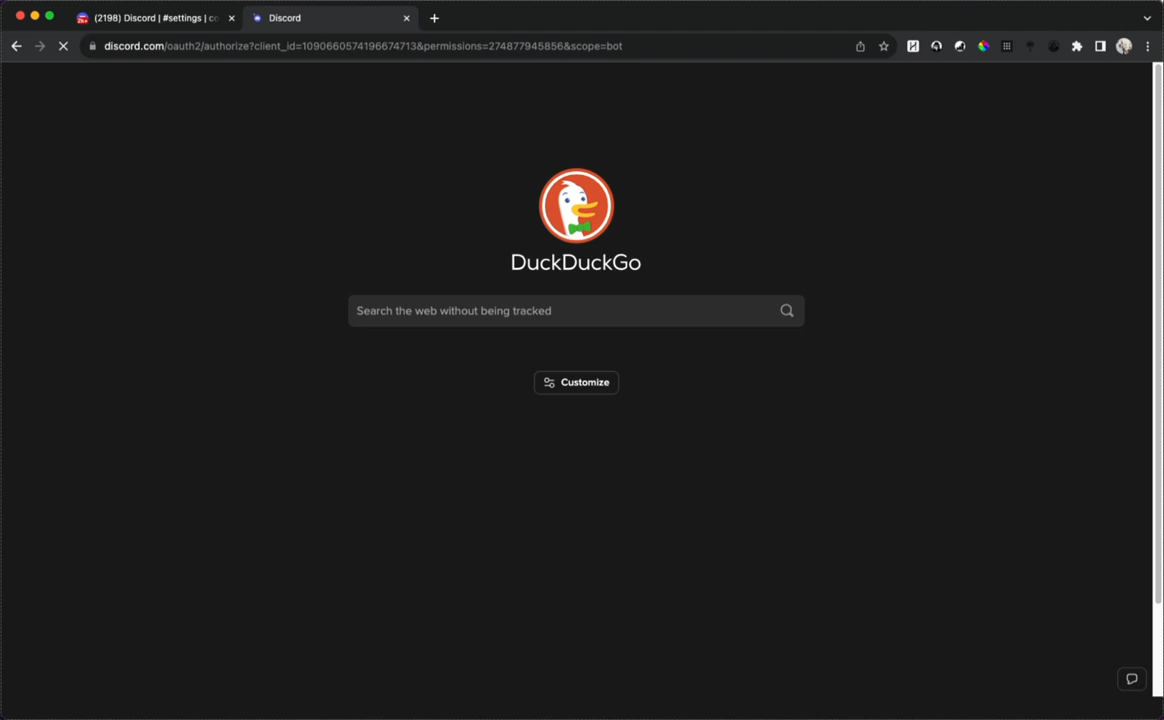 (2198) Discord | #settings | co
Discord
discord.com/oauth2/authorize?client_id=1090660574196674713&permissions=274877945856&scope=bot
DuckDuckGo
Search the web without being tracked
Customize